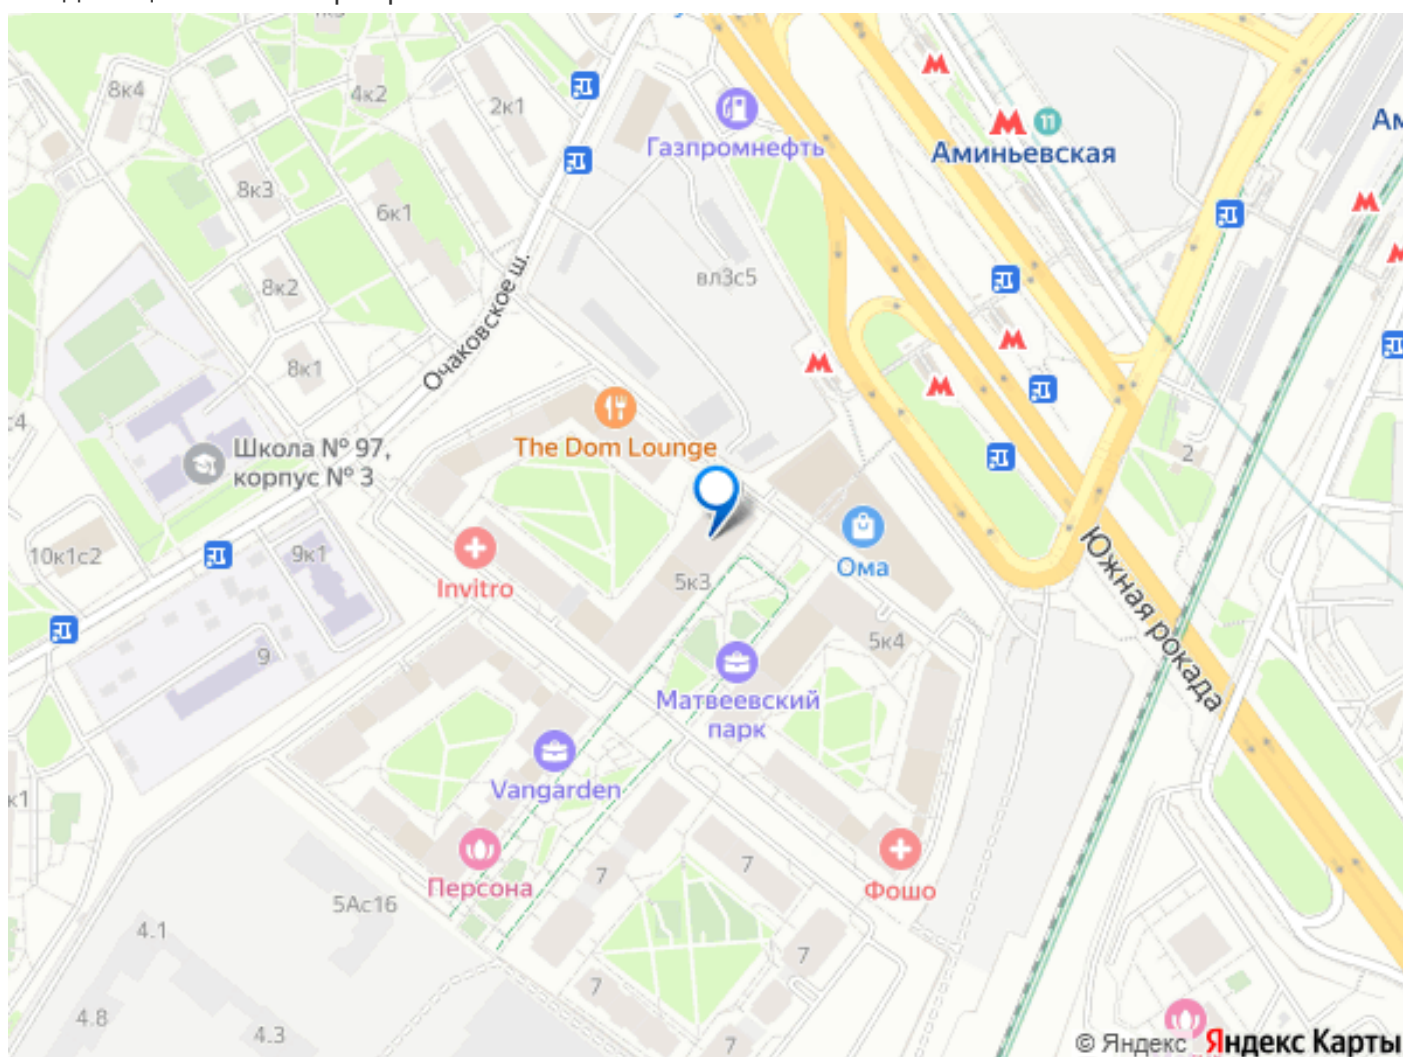 8к4
4к2
2к1
Газпромнефть
11
Аминьевская
8к3
6к1
8к2
вл3с5
Очаковское ш.
8к1
Школа № 97,
корпус № 3
The Dom Lounge
2
10к1с2
9к1
Invitro
5к3
Ома
Южная рокада
9
5к4
Матвеевский
парк
Vangarden
Персона
7
7
Фошо
5Ас16
4.1
7
7
4.8
4.3
7
© Яндекс Яндекс Карты